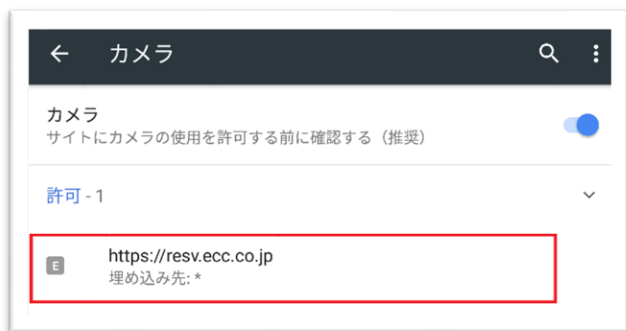 カメラ
カメラ
サイトにカメラの使用を許可する前に確認する（推奨）
許可 - 1
E
https://resv.ecc.co.jp
埋め込み先: *